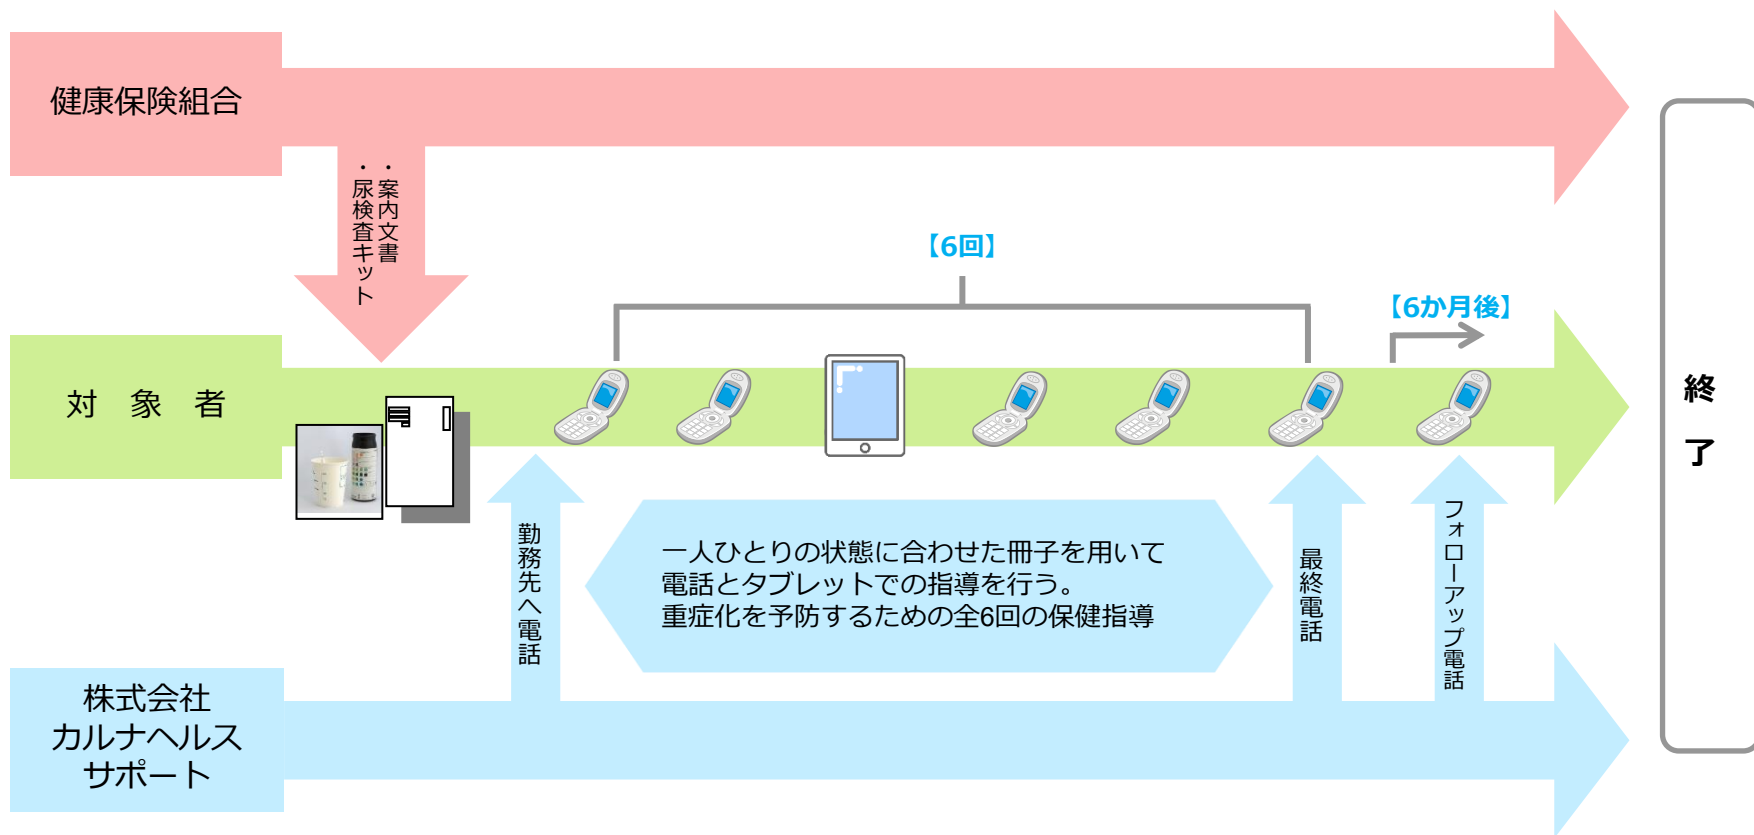 健康保険組合
・案内文書
・尿検査キット
【6回】
【6か月後】
対 象 者
終了
勤務先へ電話
一人ひとりの状態に合わせた冊子を用いて
電話とタブレットでの指導を行う。
重症化を予防するための全6回の保健指導
最終電話
フォローアップ電話
株式会社
カルナヘルス
サポート